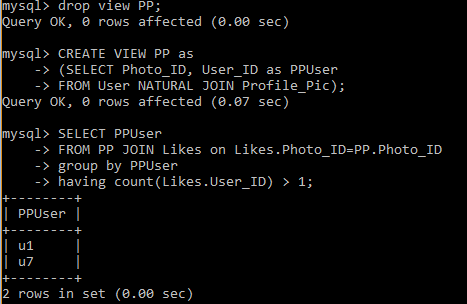 mysql> drop view PP;
Query OK, 0 rows affected (0.00 sec)
mysql> CREATE VIEW PP as
    -> (SELECT Photo_ID, User_ID as PPUser
    -> FROM User NATURAL JOIN Profile_Pic);
Query OK, 0 rows affected (0.07 sec)
mysql> SELECT PPUser
    -> FROM PP JOIN Likes on Likes.Photo_ID=PP.Photo_ID
    -> group by PPUser
    -> having count(Likes.User_ID) > 1;
+--------+
| PPUser |
+--------+
| u1     |
| u7     |
+--------+
2 rows in set (0.00 sec)